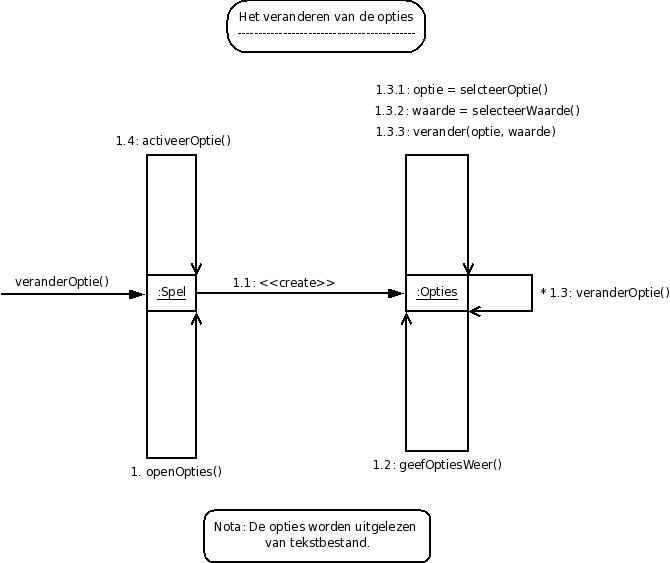 Het veranderen van de opties
1.3.1: optie = selcteerOptie()
1.3.2: waarde = selecteerWaarde()
1.3.3: verander(optie, waarde)
1.4: activeerOptie()
veranderOptie()
:Spel
1.1: <<create>>
:Opties
* 1.3: veranderOptie()
1. openOpties()
1.2: geefOptiesWeer()
Nota: De opties worden uitgelezen
van tekstbestand.